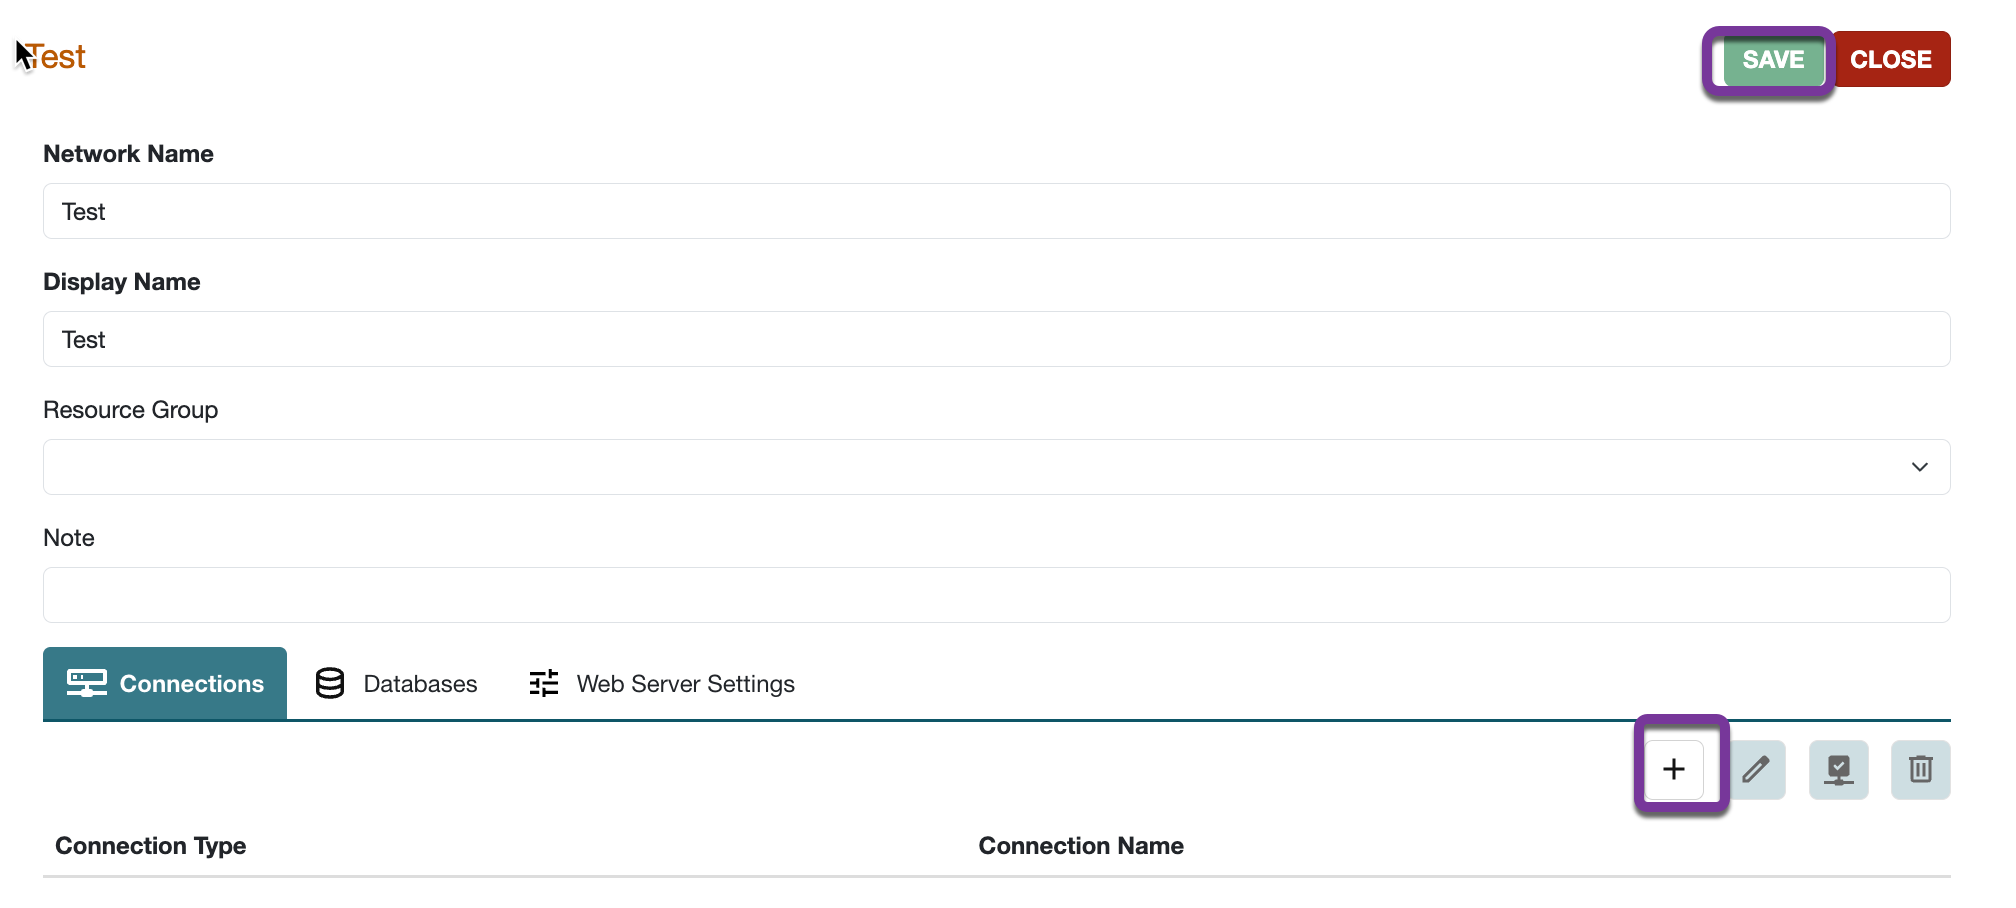 Test
SAVE CLOSE
Network Name
Test
Display Name
Test
Resource Group
Note
Connections Databases Web Server Settings
Connection Type Connection Name